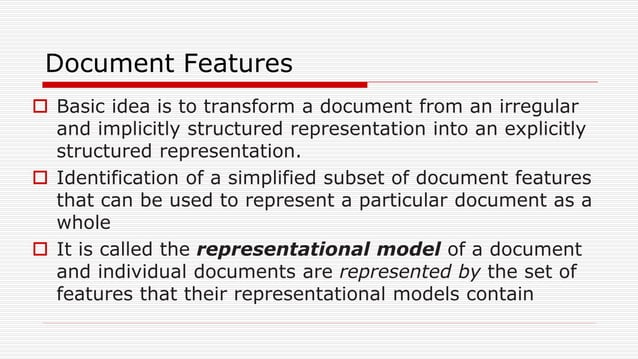 Document Features
Basic idea is to transform a document from an irregular
and implicitly structured representation into an explicitly
structured representation.
Identification of a simplified subset of document features
that can be used to represent a particular document as a
whole
It is called the representational model of a document
and individual documents are represented by the set of
features that their representational models contain